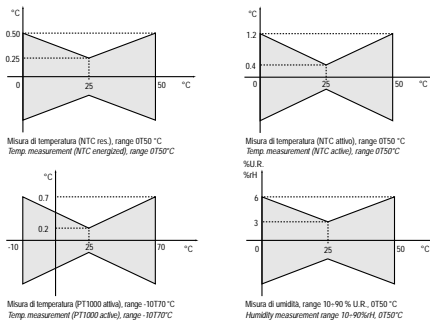 °C
0.50
0.25
0
25
50
°C
Misura di temperatura (NTC res.), range 0T50 °C
Temp. measurement (NTC energized), range 0T50°C
°C
1.2
0.4
0
25
50
°C
Misura di temperatura (NTC attivo), range 0T50 °C
Temp. measurement (NTC active), range 0T50°C
°C
0.7
0.2
-10
25
70
°C
Misura di temperatura (PT1000 attiva), range -10T70 °C
Temp. measurement (PT1000 active), range -10T70°C
%U.R.
%rH
6
3
0
25
50
°C
Misura di umidità, range 10÷90 % U.R., 0T50 °C
Humidity measurement range 10÷90%rH, 0T50°C